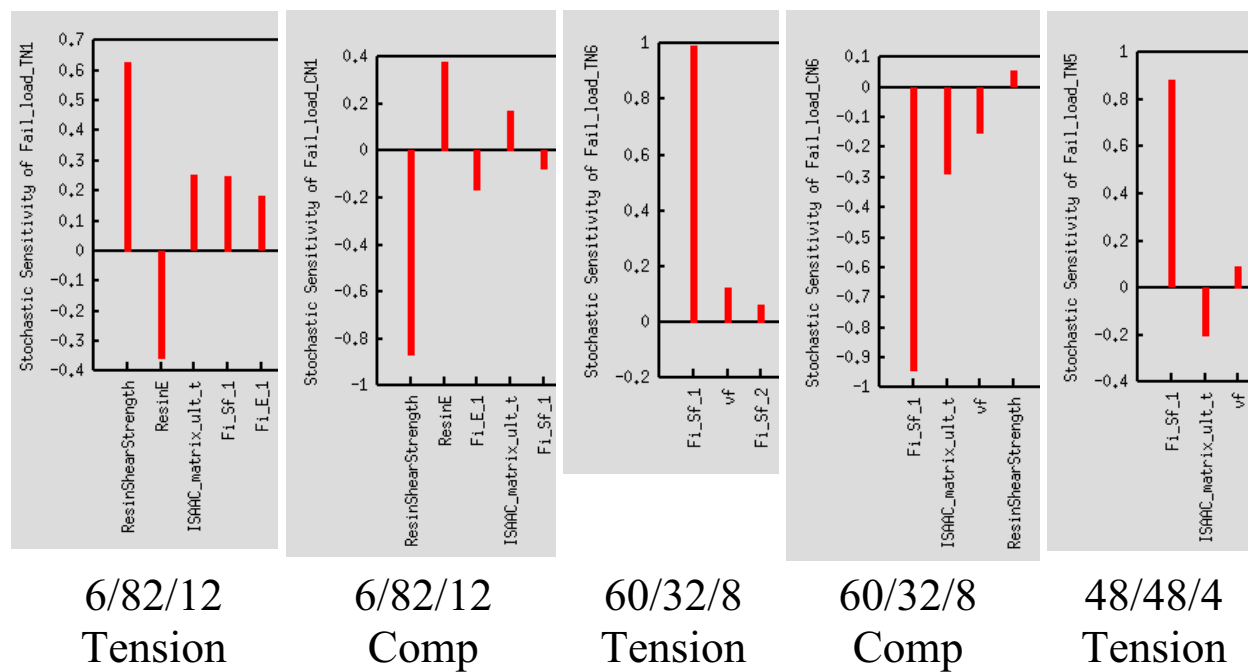 Stochastic Sensitivity of Fail_load_TN1
0.7
0.6
0.5
0.4
0.3
0.2
0.1
0
-0.1
-0.2
-0.3
-0.4
ResinShearStrength
ResinE
ISAAC_matrix_ult_t
Fi_Sf_1
Fi_E_1
6/82/12
Tension
Stochastic Sensitivity of Fail_load_CN1
0.4
0.2
0
-0.2
-0.4
-0.6
-0.8
-1
ResinShearStrength
ResinE
Fi_E_1
ISAAC_matrix_ult_t
Fi_Sf_1
6/82/12
Comp
Stochastic Sensitivity of Fail_load_TN6
1
0.8
0.6
0.4
0.2
0
-0.2
Fi_Sf_1
vf
Fi_Sf_2
60/32/8
Tension
Stochastic Sensitivity of Fail_load_CN6
0.1
0
-0.1
-0.2
-0.3
-0.4
-0.5
-0.6
-0.7
-0.8
-0.9
-1
Fi_Sf_1
ISAAC_matrix_ult_t
vf
ResinShearStrength
60/32/8
Comp
Stochastic Sensitivity of Fail_load_TN5
1
0.8
0.6
0.4
0.2
0
-0.2
-0.4
Fi_Sf_1
ISAAC_matrix_ult_t
vf
48/48/4
Tension